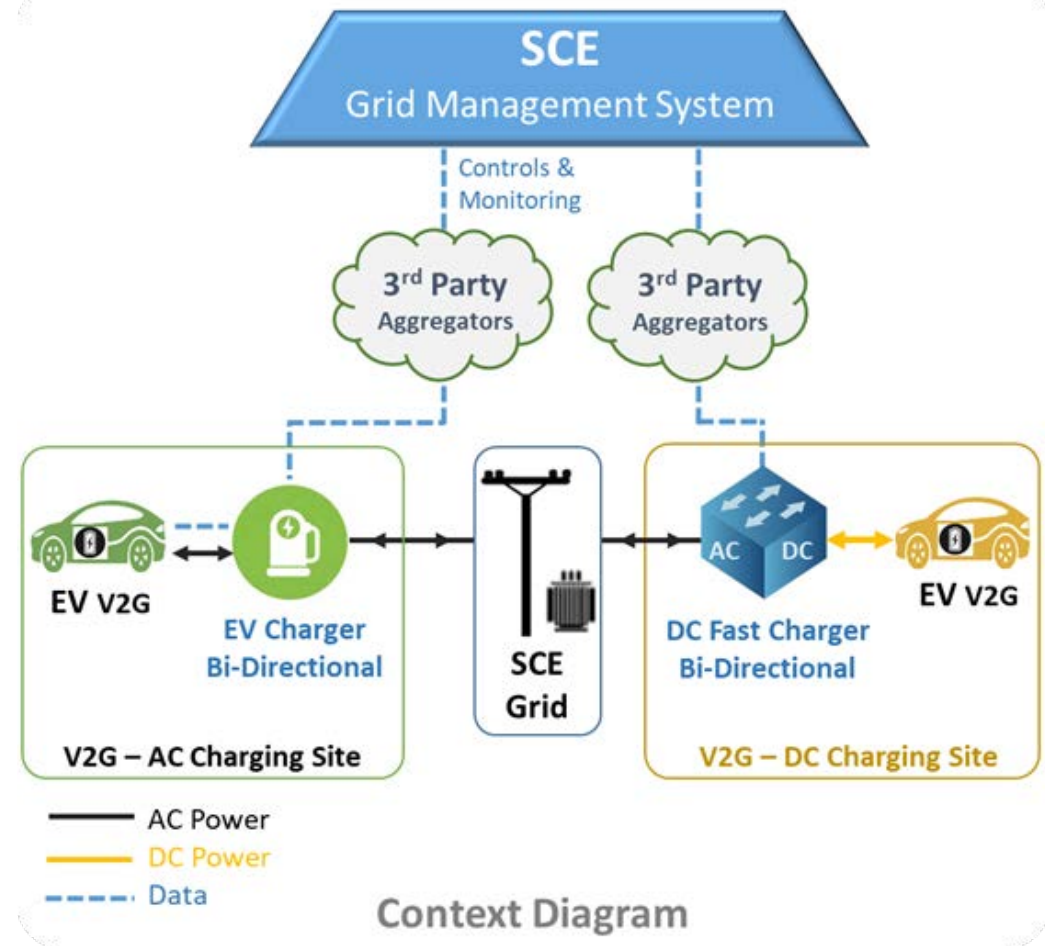 SCE
Grid Management System
Controls &
Monitoring
3rd Party
Aggregators
3rd Party
Aggregators
EV V2G
EV Charger
Bi-Directional
V2G – AC Charging Site
SCE
Grid
AC
DC
DC Fast Charger
Bi-Directional
EV V2G
V2G – DC Charging Site
AC Power
DC Power
Data
Context Diagram